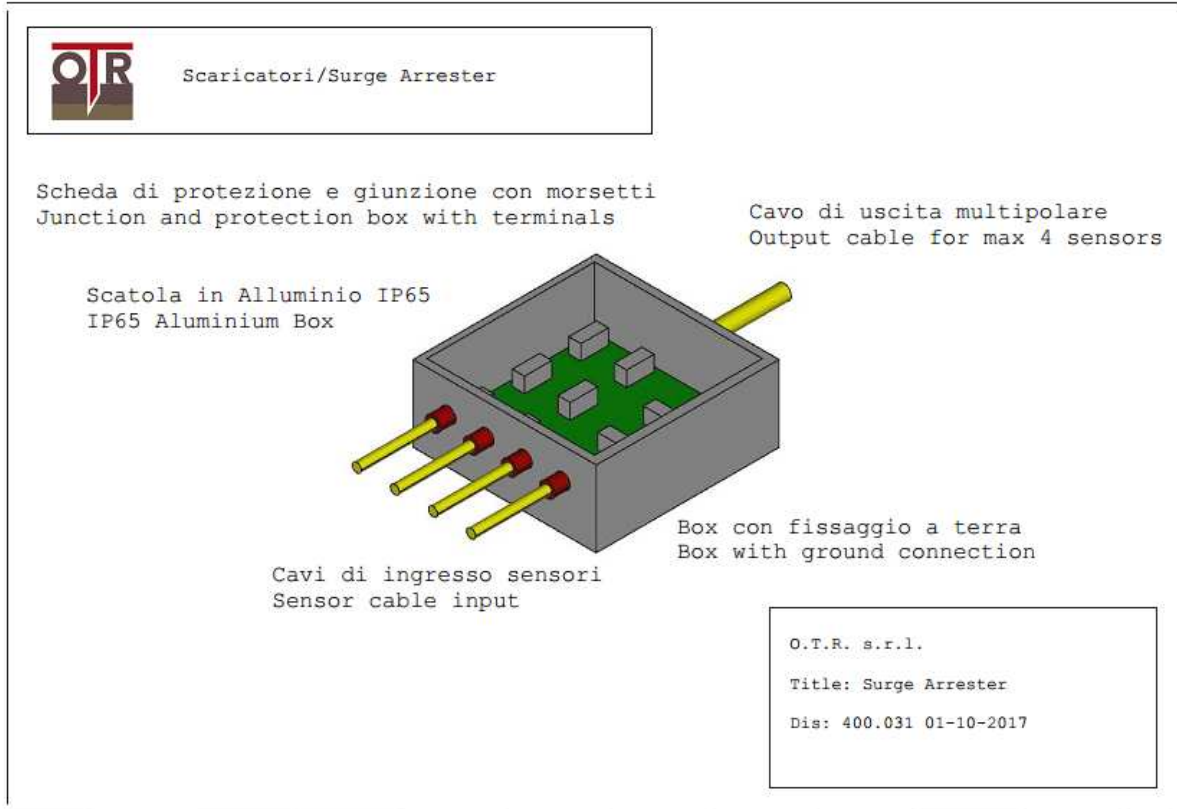 OTR
Scaricatori/Surge Arrester
Scheda di protezione e giunzione con morsetti
Junction and protection box with terminals
Cavo di uscita multipolare
Output cable for max 4 sensors
Scatola in Alluminio IP65
IP65 Aluminium Box
Box con fissaggio a terra
Box with ground connection
Cavi di ingresso sensori
Sensor cable input
O.T.R. s.r.l.
Title: Surge Arrester
Dis: 400.031 01-10-2017